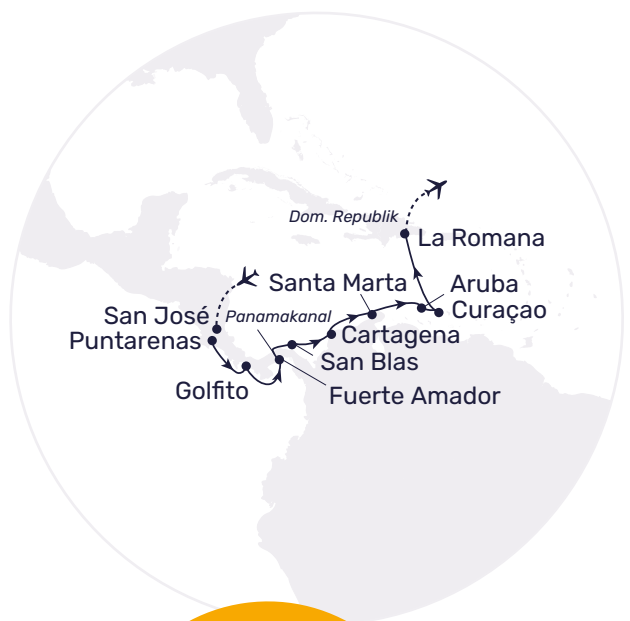 Dom. Republik
La Romana
Santa Marta
Aruba
San José
Panamakanal
Curaçao
Puntarenas
Cartagena
San Blas
Golfito
Fuerte Amador